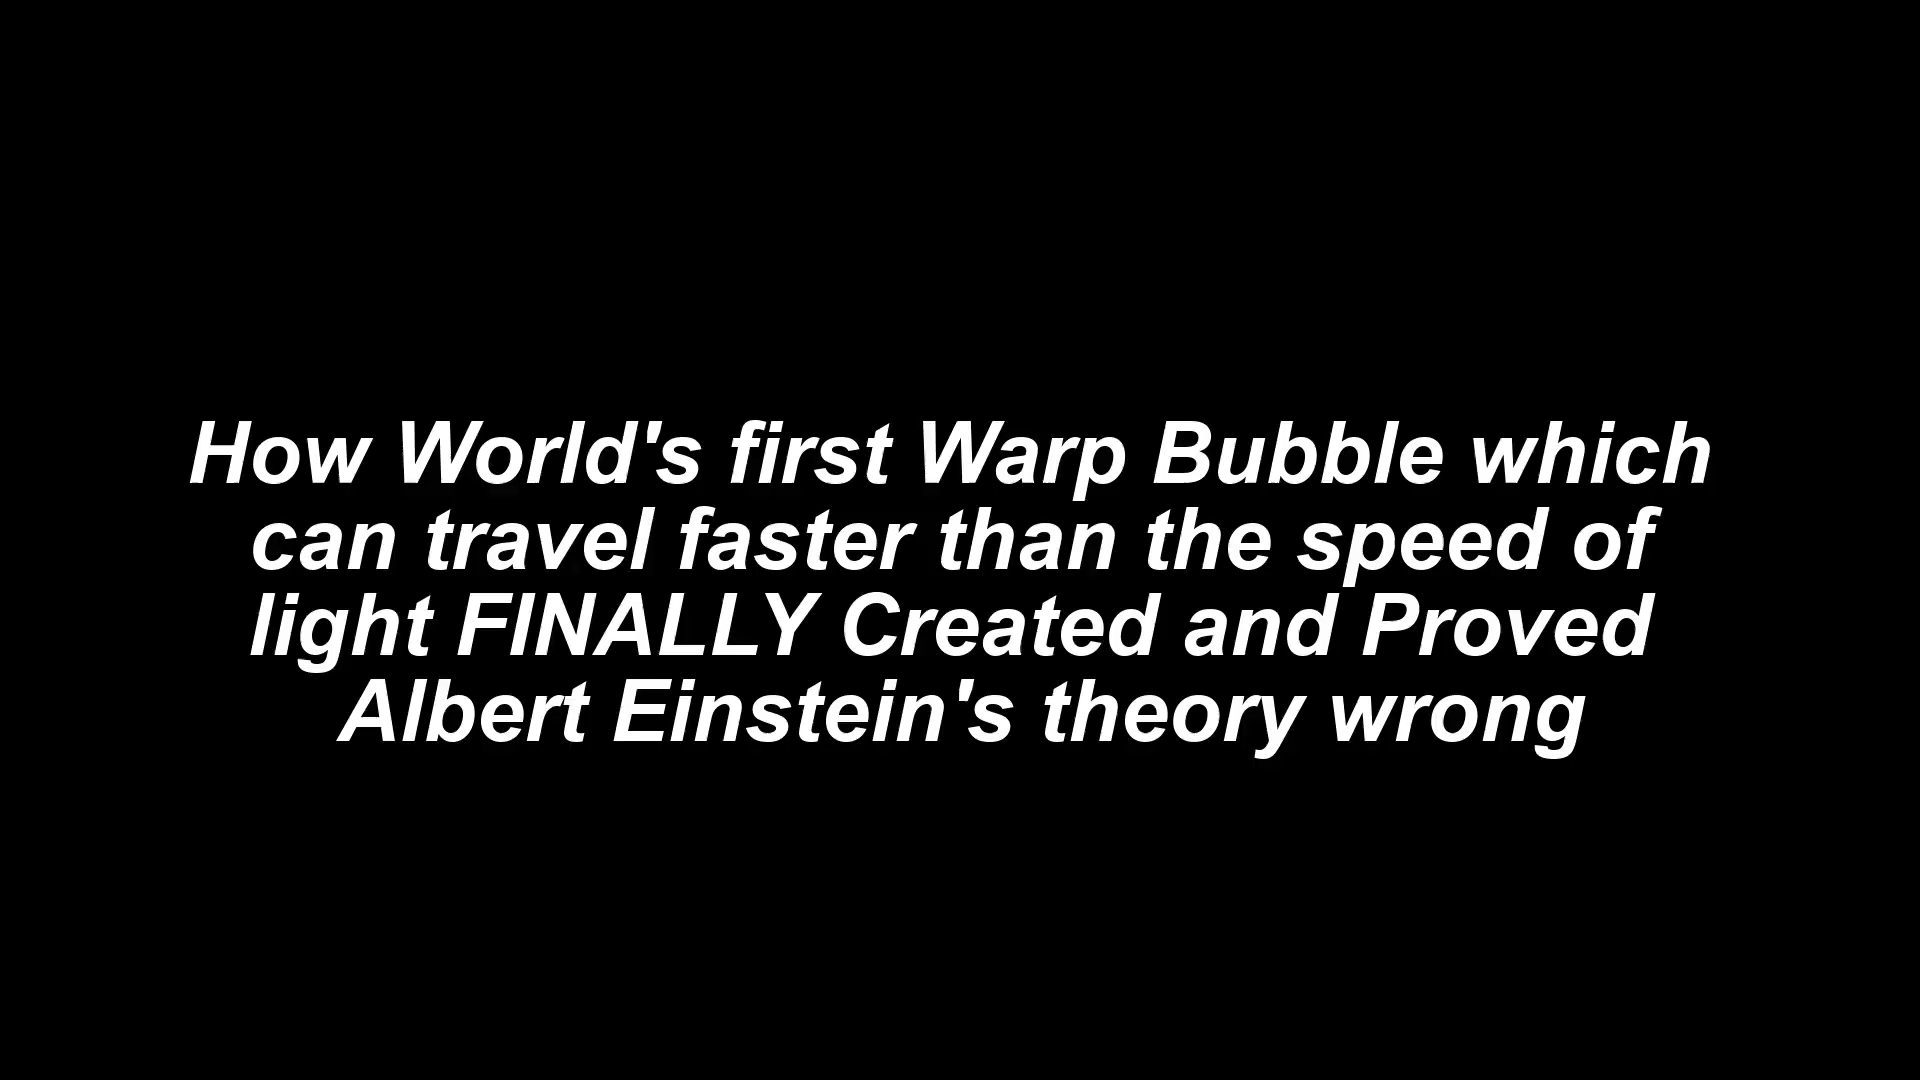 How World's first Warp Bubble which
can travel faster than the speed of
light FINALLY Created and Proved
Albert Einstein's theory wrong